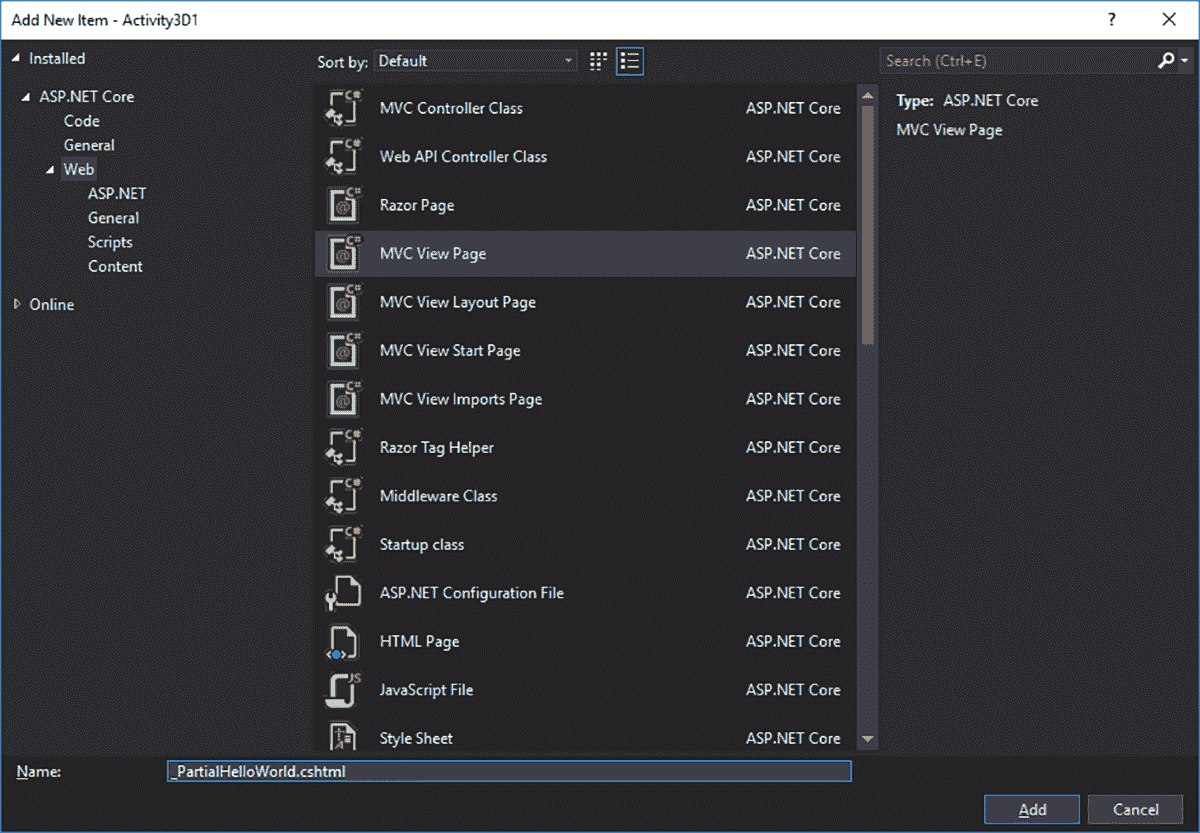 Add New Item - Activity3D1
?
Installed
ASP.NET Core
Code
General
Web
ASP.NET
General
Scripts
Content
Online
Sort by: Default
Search (Ctrl+E)
MVC Controller Class ASP.NET Core
Web API Controller Class ASP.NET Core
Razor Page ASP.NET Core
MVC View Page ASP.NET Core
MVC View Layout Page ASP.NET Core
MVC View Start Page ASP.NET Core
MVC View Imports Page ASP.NET Core
Razor Tag Helper ASP.NET Core
Middleware Class ASP.NET Core
Startup class ASP.NET Core
ASP.NET Configuration File ASP.NET Core
HTML Page ASP.NET Core
JavaScript File ASP.NET Core
Style Sheet ASP.NET Core
Type: ASP.NET Core
MVC View Page
Name: _PartialHelloWorld.cshtml
Add Cancel